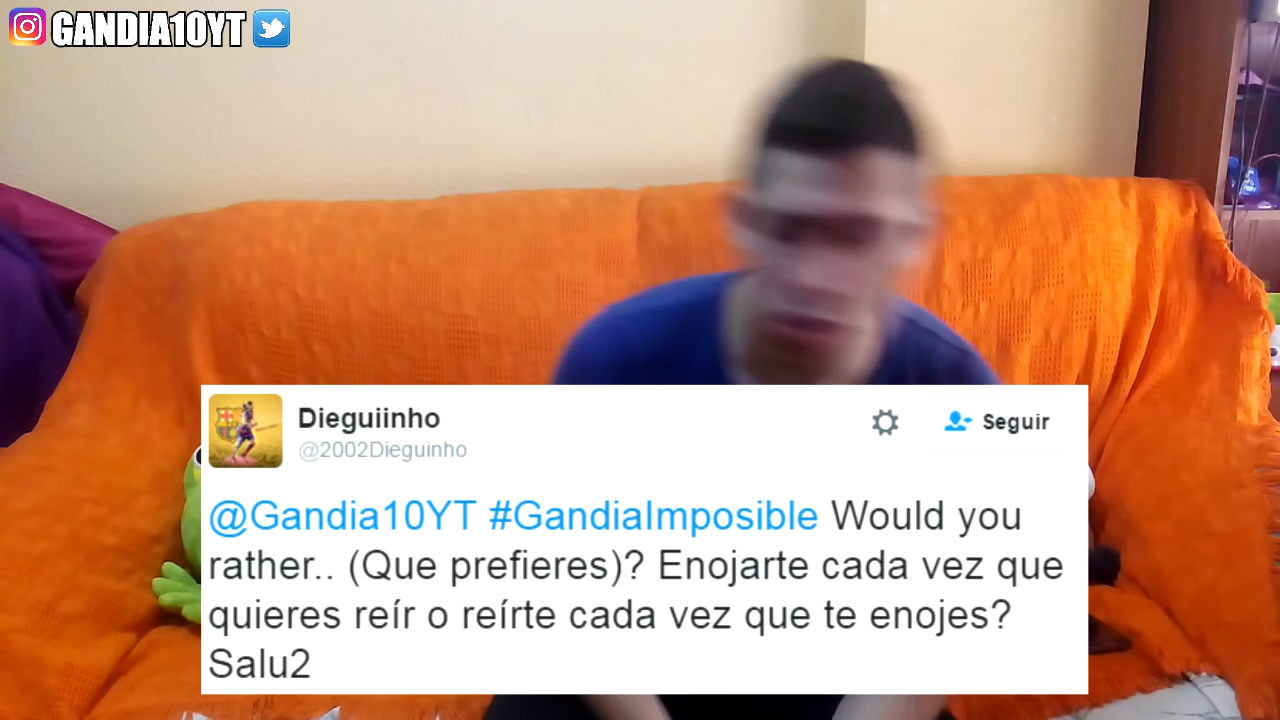 GANDIA10YT
Dieguiinho
@2002Dieguinho
Seguir
@Gandia10YT #GandiaImposible Would you
rather.. (Que prefieres)? Enojarte cada vez que
quieres reír o reírte cada vez que te enojes?
Salu2